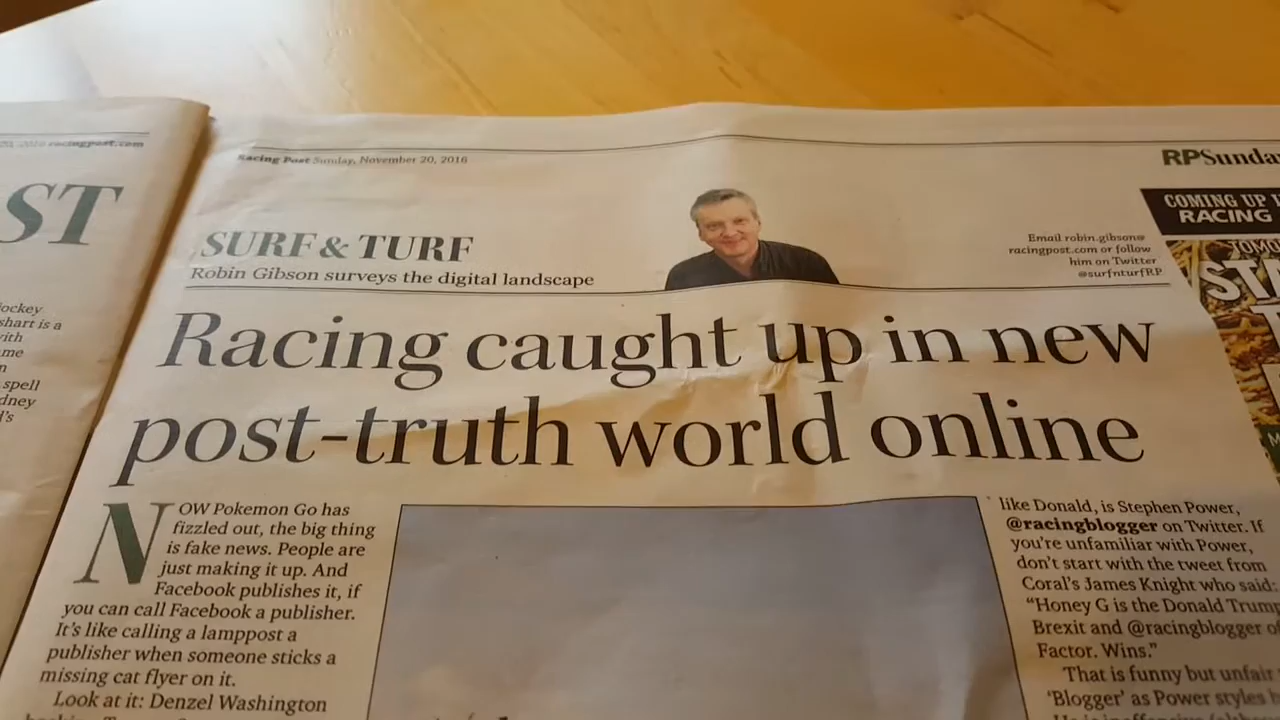 racingpost.com
ST
ockey
shart is a
with
me
n
spell
dney
d's
Racing Post Sunday, November 20, 2016
RPSunda
SURF & TURF
Robin Gibson surveys the digital landscape
Email robin.gibson@
racingpost.com or follow
him on Twitter
@surfnturfRP
COMING UP I
RACING
TOMO
ST
T
Racing caught up in new
post-truth world online
NOW Pokemon Go has
fizzled out, the big thing
is fake news. People are
just making it up. And
Facebook publishes it, if
you can call Facebook a publisher.
It's like calling a lamppost a
publisher when someone sticks a
missing cat flyer on it.
Look at it: Denzel Washington
like Donald, is Stephen Power,
@racingblogger on Twitter. If
you're unfamiliar with Power,
don't start with the tweet from
Coral's James Knight who said:
"Honey G is the Donald Trump
Brexit and @racingblogger of
Factor. Wins."
That is funny but unfair
'Blogger' as Power styles h